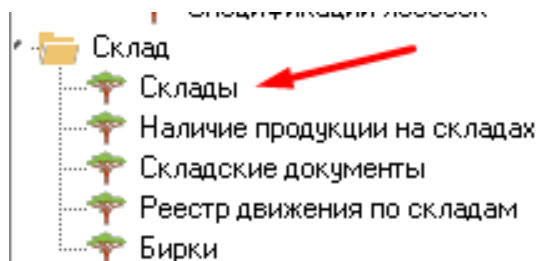 Склад
Склады
Наличие продукции на складах
Складские документы
Реестр движения по складам
Бирки